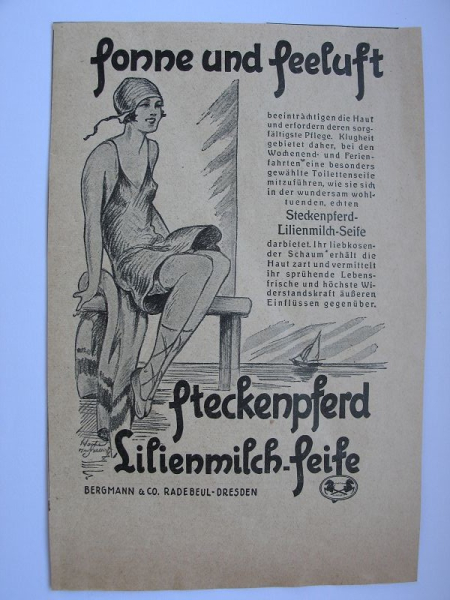 Sonne und Seeluft
beeinträchtigen die Haut
und erfordern deren sorg-
fältigste Pflege. Klugheit
gebietet daher, bei den
Wochenend- und Ferien-
fahrten eine besonders
gewählte Toilettenseife
mitzuführen, wie sie sich
in der wundersam wohl-
tuenden, echten
Steckenpferd-
Lilienmilch-Seife
darbietet. Ihr liebkosen-
der Schaum erhält die
Haut zart und vermittelt
ihr sprühende Lebens-
frische und höchste Wi-
derstandskraft äußeren
Einflüssen gegenüber.
Steckenpferd
Lilienmilch-Seife
BERGMANN & CO. RADEBEUL-DRESDEN